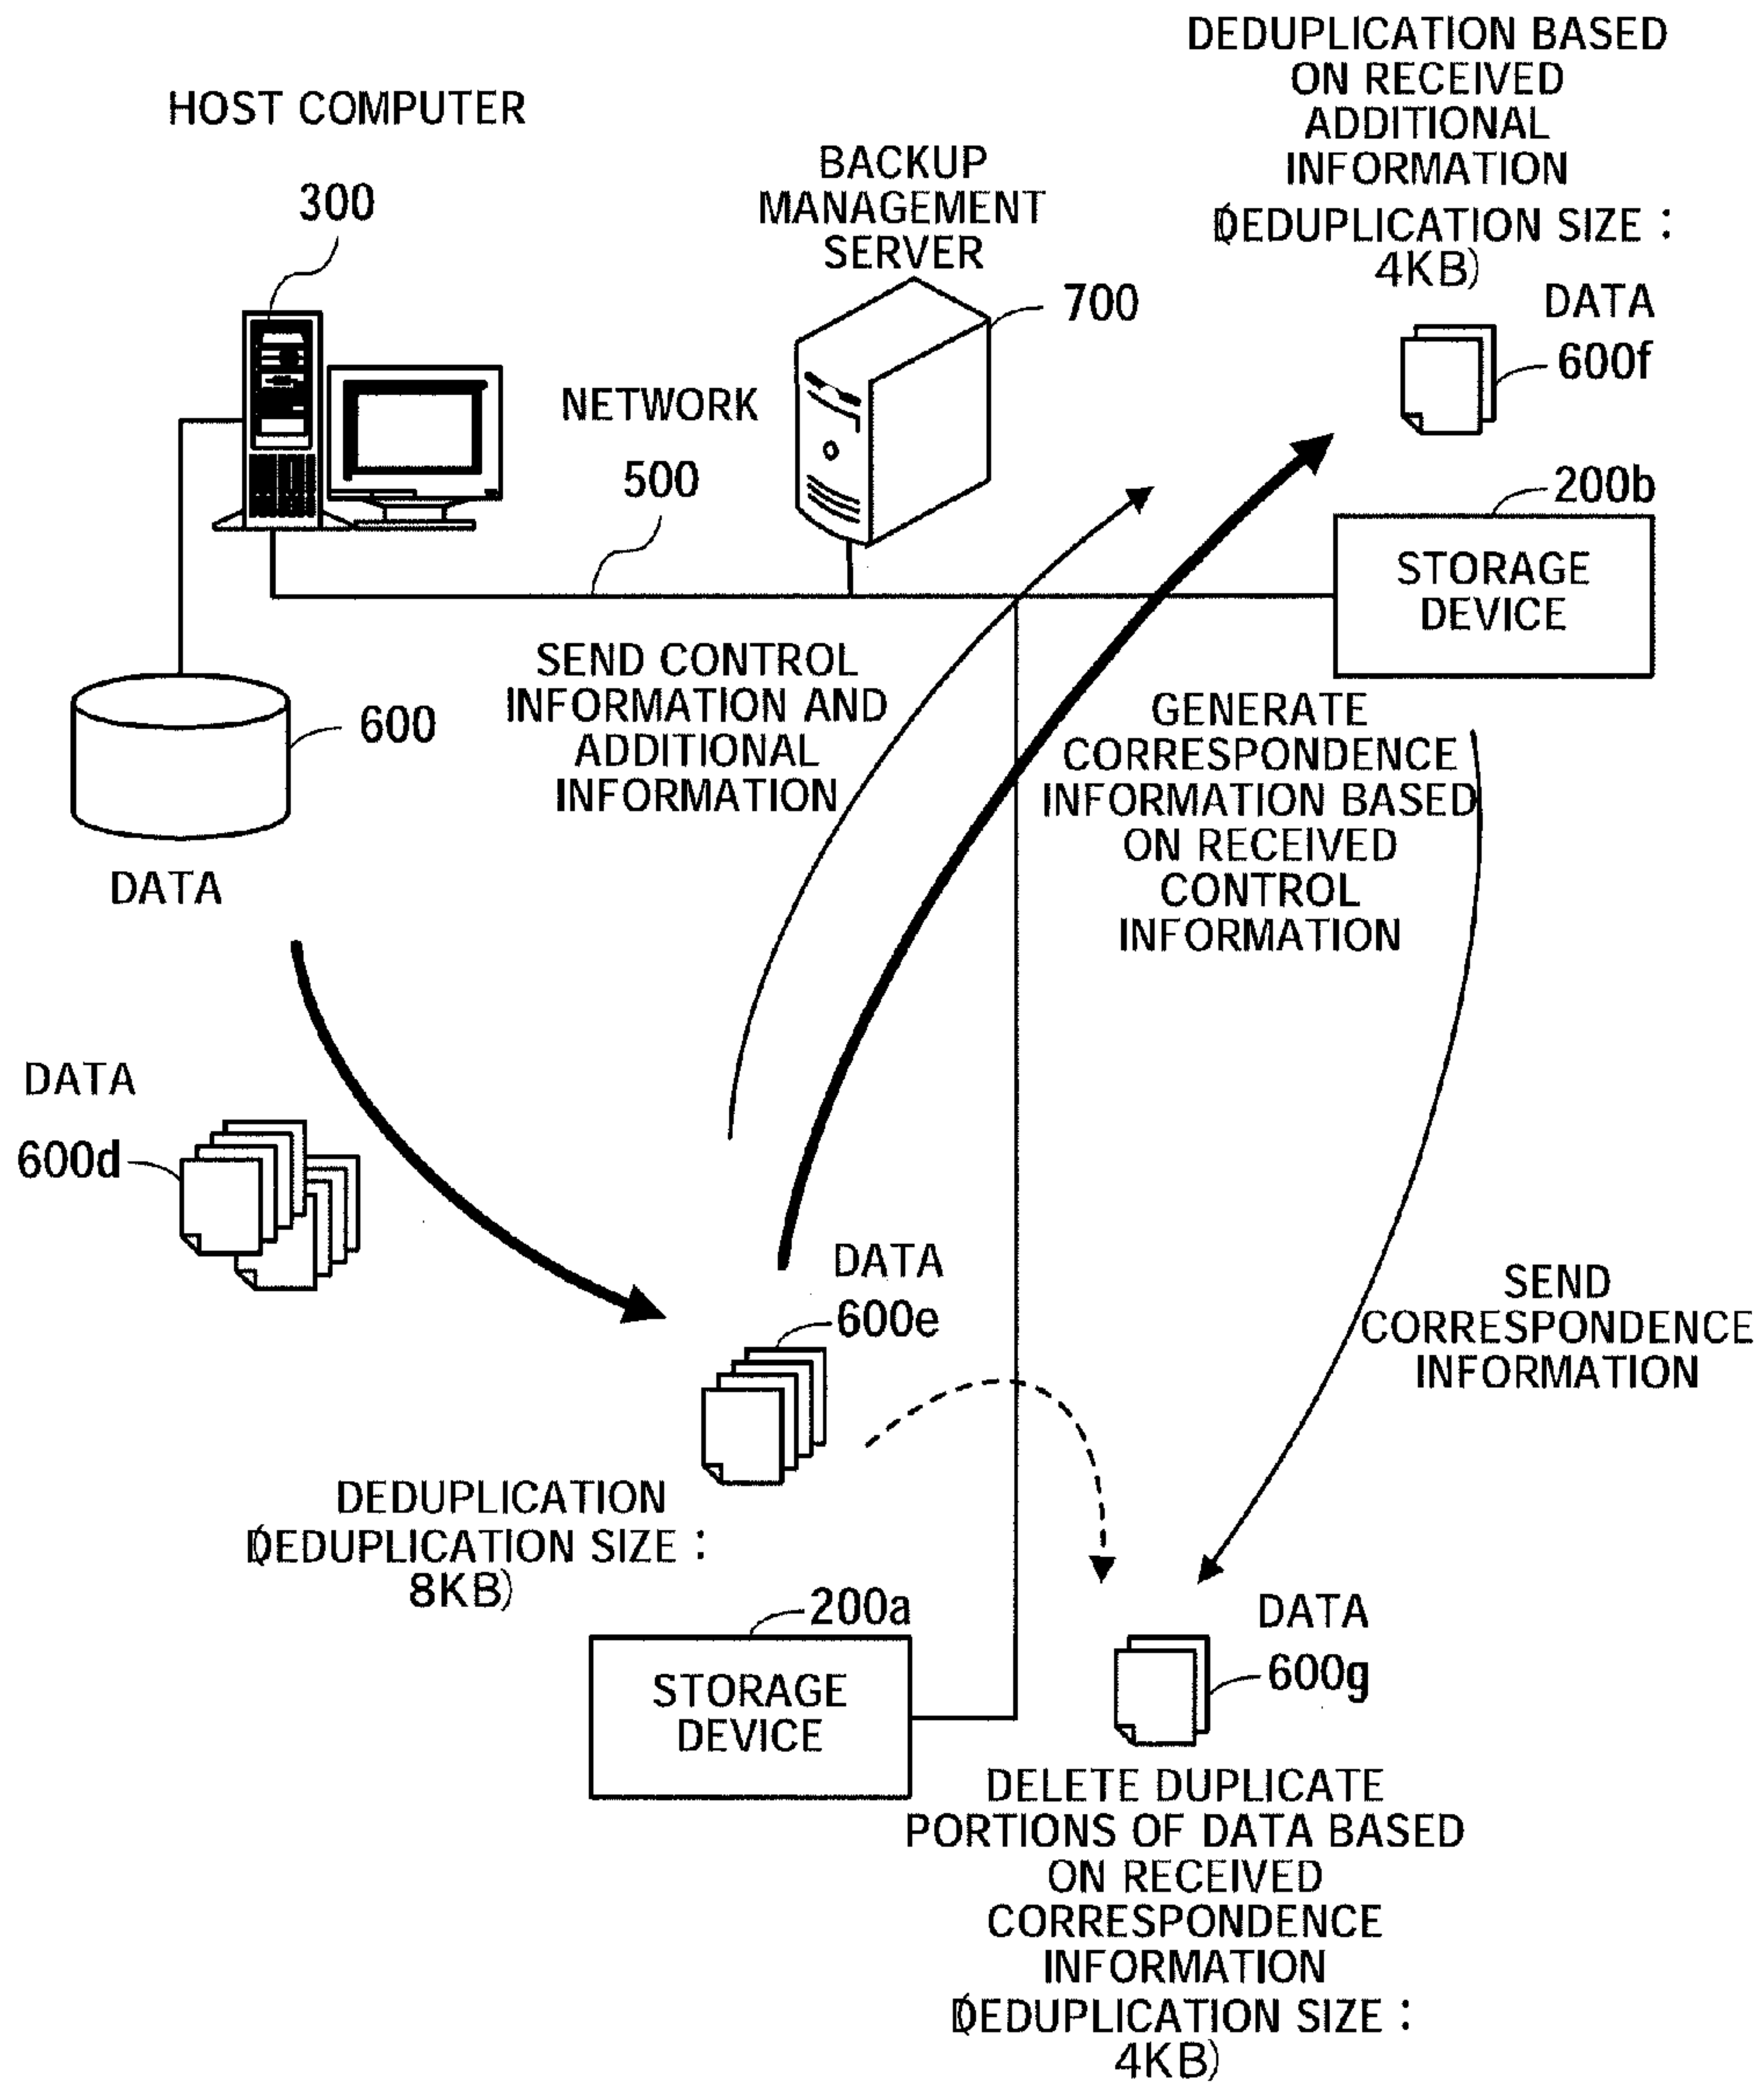 HOST COMPUTER
300
BACKUP
MANAGEMENT
SERVER
700
DEDUPLICATION BASED
ON RECEIVED
ADDITIONAL
INFORMATION
(DEDUPLICATION SIZE :
4KB)
DATA
600f
NETWORK
500
200b
STORAGE
DEVICE
600
DATA
SEND CONTROL
INFORMATION AND
ADDITIONAL
INFORMATION
GENERATE
CORRESPONDENCE
INFORMATION BASED
ON RECEIVED
CONTROL
INFORMATION
DATA
600d
DATA
600e
SEND
CORRESPONDENCE
INFORMATION
DEDUPLICATION
(DEDUPLICATION SIZE :
8KB)
200a
STORAGE
DEVICE
DATA
600g
DELETE DUPLICATE
PORTIONS OF DATA BASED
ON RECEIVED
CORRESPONDENCE
INFORMATION
(DEDUPLICATION SIZE :
4KB)